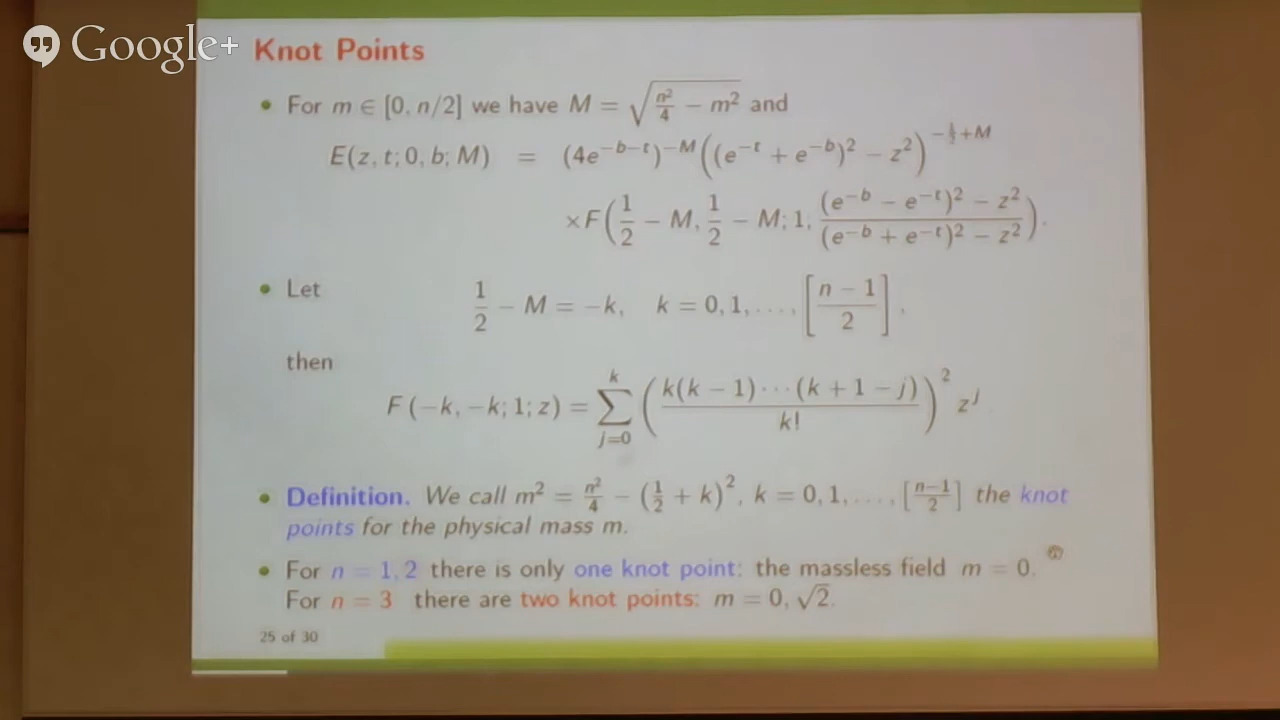 Google+
Knot Points
• For m ∈ [0, n/2] we have M = √(n²/4 − m²) and
E(z, t; 0, b; M) = (4e^{−b−t})^{−M} ((e^{−t} + e^{−b})² − z²)^{−1/2+M}
×F(1/2 − M, 1/2 − M; 1, ((e^{−b} − e^{−t})² − z²)/((e^{−b} + e^{−t})² − z²)).
• Let
1/2 − M = −k, k = 0, 1, . . . , [(n − 1)/2],
then
F(−k, −k; 1; z) = ∑_{j=0}^{k} (k(k − 1) ··· (k + 1 − j)/k!)² z^j
• Definition. We call m² = n²/4 − (1/2 + k)², k = 0, 1, . . . , [(n−1)/2] the knot
points for the physical mass m.
• For n = 1, 2 there is only one knot point: the massless field m = 0.
For n = 3 there are two knot points: m = 0, √2.
25 of 30